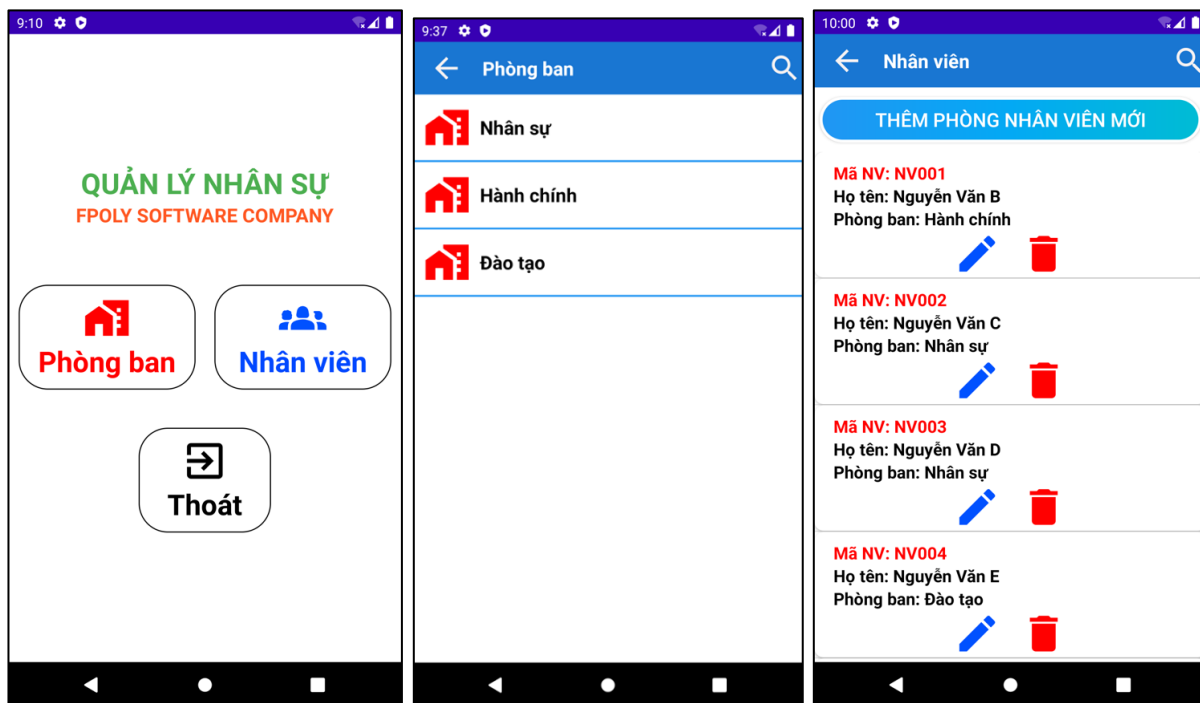 9:10
QUẢN LÝ NHÂN SỰ
FPOLY SOFTWARE COMPANY
Phòng ban
Nhân viên
Thoát
9:37
Phòng ban
Nhân sự
Hành chính
Đào tạo
10:00
Nhân viên
THÊM PHÒNG NHÂN VIÊN MỚI
Mã NV: NV001
Họ tên: Nguyễn Văn B
Phòng ban: Hành chính
Mã NV: NV002
Họ tên: Nguyễn Văn C
Phòng ban: Nhân sự
Mã NV: NV003
Họ tên: Nguyễn Văn D
Phòng ban: Nhân sự
Mã NV: NV004
Họ tên: Nguyễn Văn E
Phòng ban: Đào tạo